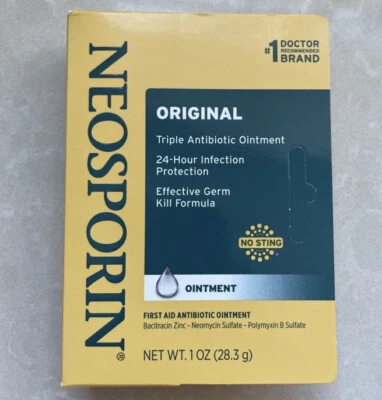 NEOSPORIN®
#1 DOCTOR
RECOMMENDED
BRAND
ORIGINAL
Triple Antibiotic Ointment
24-Hour Infection
Protection
Effective Germ
Kill Formula
NO STING
OINTMENT
FIRST AID ANTIBIOTIC OINTMENT
Bacitracin Zinc - Neomycin Sulfate - Polymyxin B Sulfate
NET WT. 1 OZ (28.3 g)